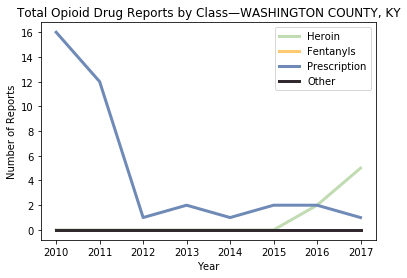 Total Opioid Drug Reports by Class—WASHINGTON COUNTY, KY
Heroin
Fentanyls
Prescription
Other
Number of Reports
16
14
12
10
8
6
4
2
0
2010 2011 2012 2013 2014 2015 2016 2017
Year